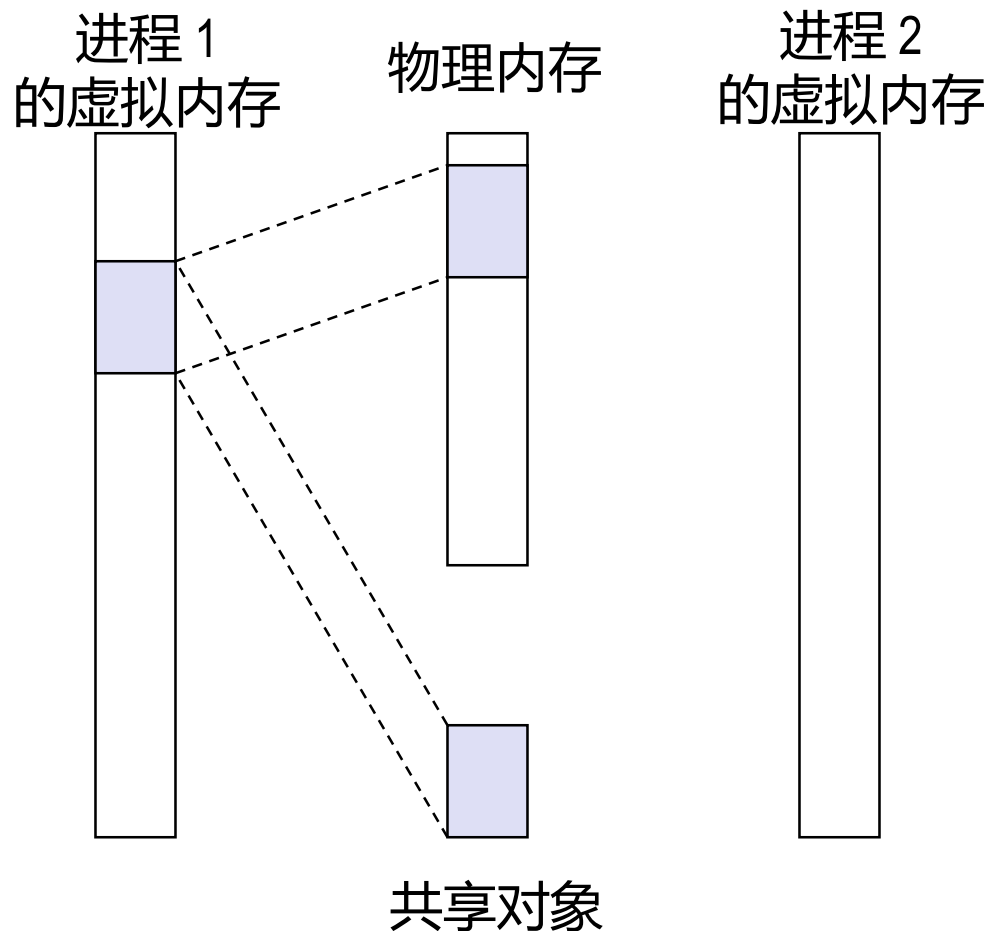 进程 1
的虚拟内存
物理内存
进程 2
的虚拟内存
共享对象